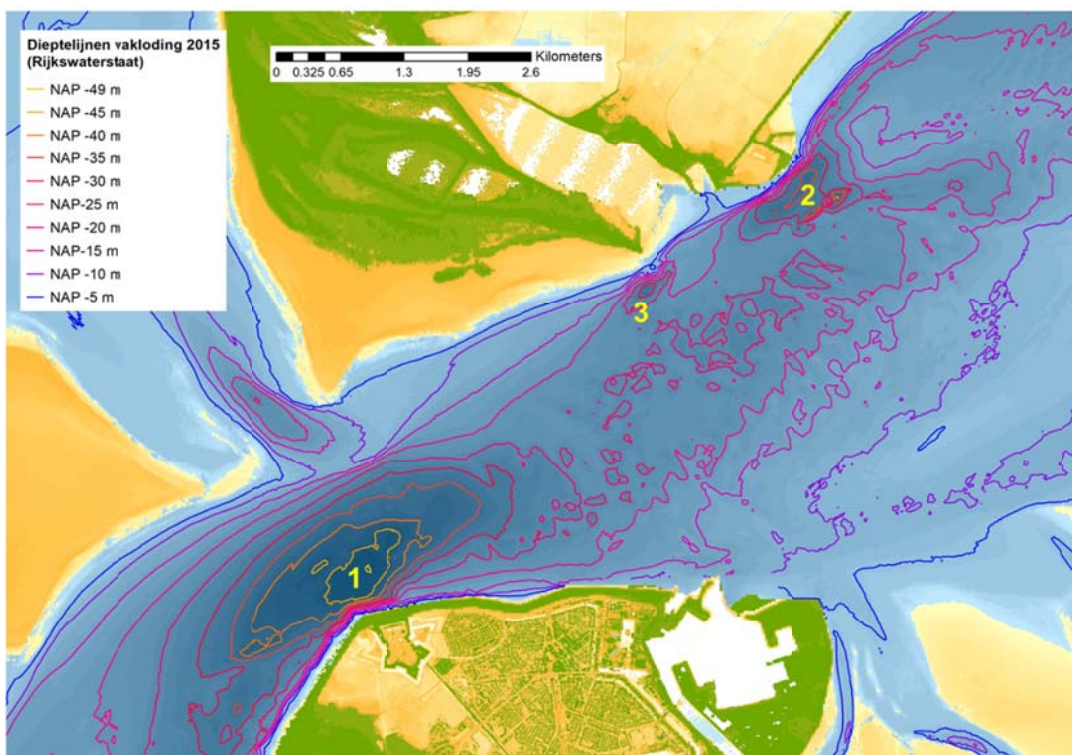 Dieptelijnen vakloding 2015
(Rijkswaterstaat)
NAP -49 m
NAP -45 m
NAP -40 m
NAP -35 m
NAP -30 m
NAP-25 m
NAP -20 m
NAP-15 m
NAP -10 m
NAP -5 m
Kilometers
0 0.325 0.65 1.3 1.95 2.6
2
3
1